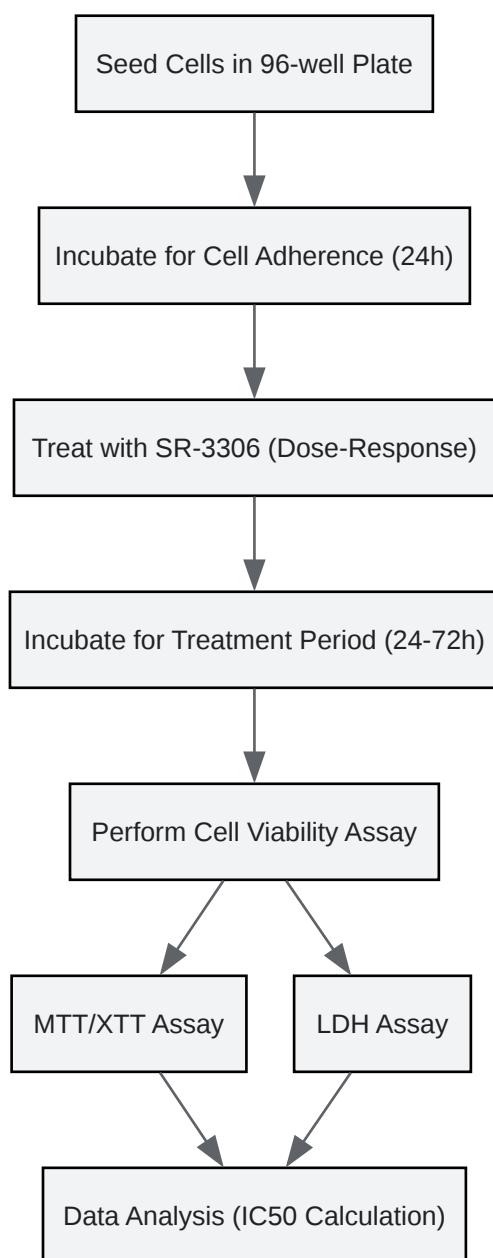 Seed Cells in 96-well Plate
Incubate for Cell Adherence (24h)
Treat with SR-3306 (Dose-Response)
Incubate for Treatment Period (24-72h)
Perform Cell Viability Assay
MTT/XTT Assay
LDH Assay
Data Analysis (IC50 Calculation)